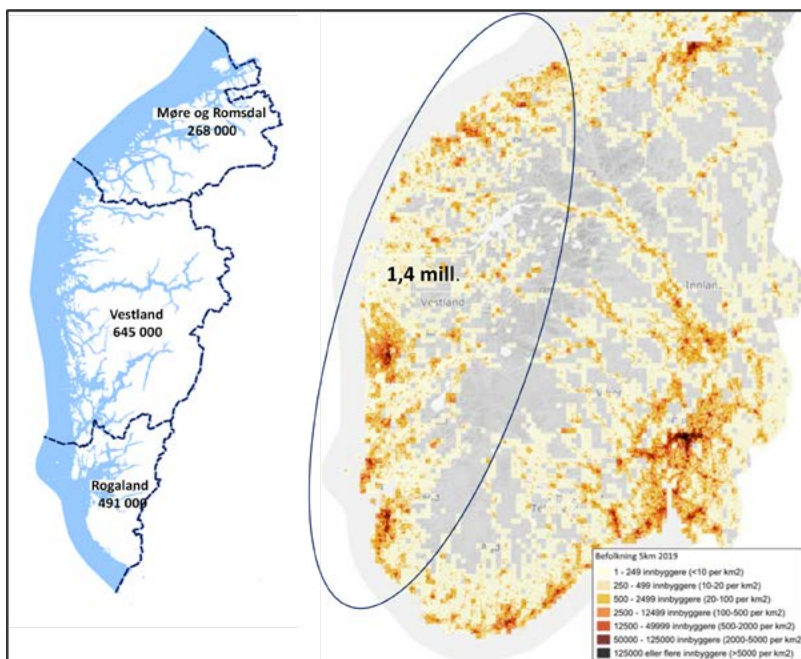 Møre og Romsdal
268 000
Vestland
645 000
Rogaland
491 000
1,4 mill.
Vestland
Befolkning 5km 2019
1 - 249 innbyggere (<10 per km2)
250 - 499 innbyggere (10-20 per km2)
500 - 2499 innbyggere (20-100 per km2)
2500 - 12499 innbyggere (100-500 per km2)
12500 - 49999 innbyggere (500-2000 per km2)
50000 - 125000 innbyggere (2000-5000 per km2)
125000 eller flere innbyggere (>5000 per km2)